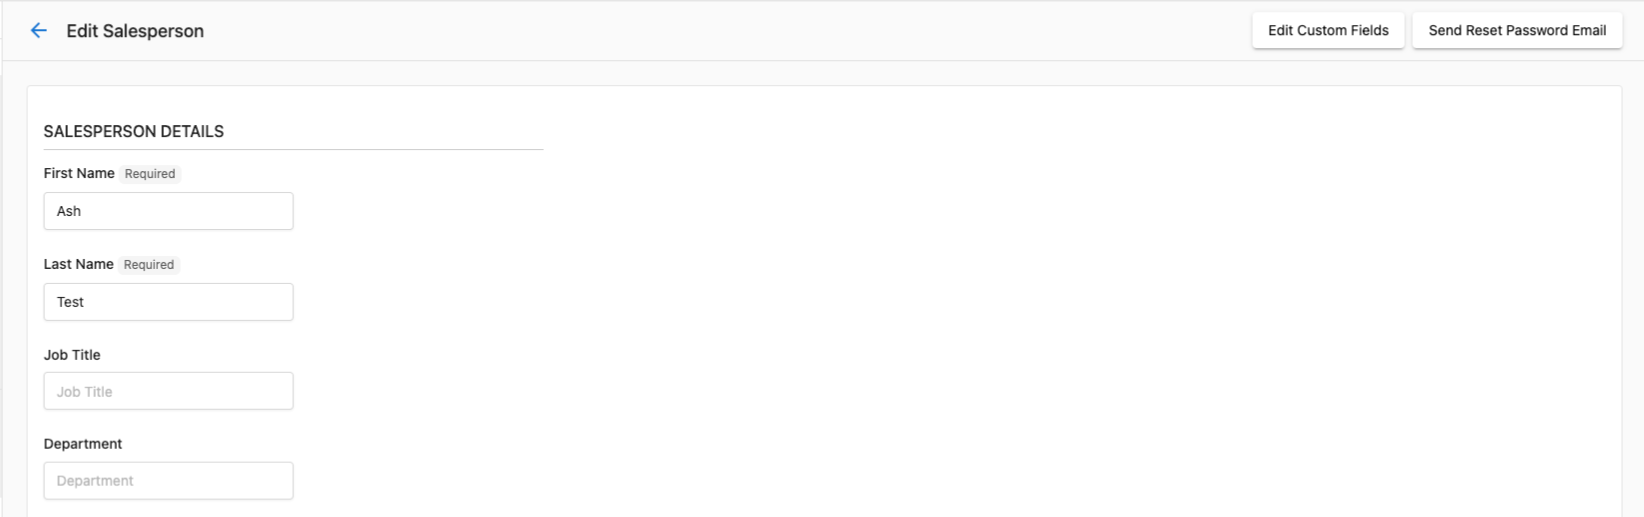 Edit Salesperson
Edit Custom Fields
Send Reset Password Email
SALESPERSON DETAILS
First Name Required
Ash
Last Name Required
Test
Job Title
Job Title
Department
Department